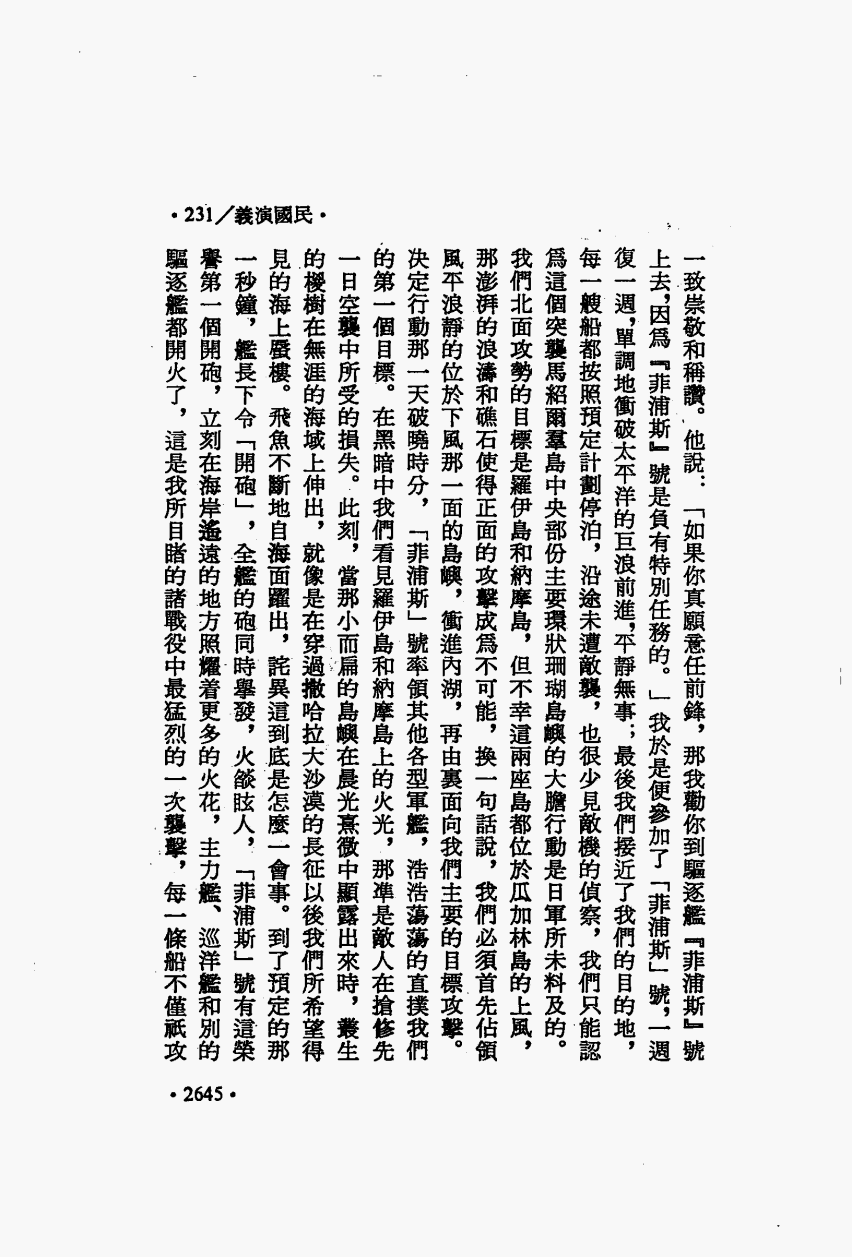 •231/義演國民•
一致崇敬和稱讚。他說：「如果你真願意任前鋒，那我勸你到驅逐艦『菲浦斯』號
上去，因爲『菲浦斯』號是負有特別任務的。」我於是便參加了「菲浦斯」號，一週
復一週，單調地衝破太平洋的巨浪前進，平靜無事；最後我們接近了我們的目的地，
每一艘船都按照預定計劃停泊，沿途未遭敵襲，也很少見敵機的偵察，我們只能認
爲這個突襲馬紹爾羣島中央部份主要環狀珊瑚島嶼的大膽行動是日軍所未料及的。
我們北面攻勢的目標是羅伊島和納摩島，但不幸這兩座島都位於瓜加林島的上風，
那澎湃的浪濤和礁石使得正面的攻擊成爲不可能，換一句話說，我們必須首先佔領
風平浪靜的位於下風那一面的島嶼，衝進內湖，再由裏面向我們主要的目標攻擊。
決定行動那一天破曉時分，「菲浦斯」號率領其他各型軍艦，浩浩蕩蕩的直撲我們
的第一個目標。在黑暗中我們看見羅伊島和納摩島上的火光，那準是敵人在搶修先
一日空襲中所受的損失。此刻，當那小而扁的島嶼在晨光熹微中顯露出來時，叢生
的椶樹在無涯的海域上伸出，就像是在穿過撒哈拉大沙漠的長征以後我們所希望得
見的海上蜃樓。飛魚不斷地自海面躍出，詫異這到底是怎麼一會事。到了預定的那
一秒鐘，艦長下令「開砲」，全艦的砲同時舉發，火燄眩人，「菲浦斯」號有這榮
譽第一個開砲，立刻在海岸遙遠的地方照耀着更多的火花，主力艦、巡洋艦和別的
驅逐艦都開火了，這是我所目睹的諸戰役中最猛烈的一次襲擊，每一條船不僅祇攻
•2645•